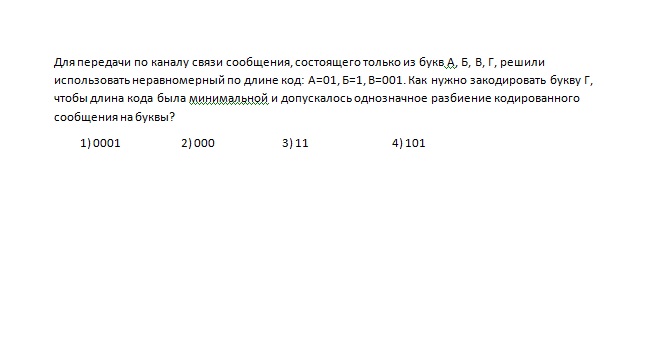 Для передачи по каналу связи сообщения, состоящего только из букв А, Б, В, Г, решили
использовать неравномерный по длине код: А=01, Б=1, В=001. Как нужно закодировать букву Г,
чтобы длина кода была минимальной и допускалось однозначное разбиение кодированного
сообщения на буквы?
1) 0001 2) 000 3) 11 4) 101